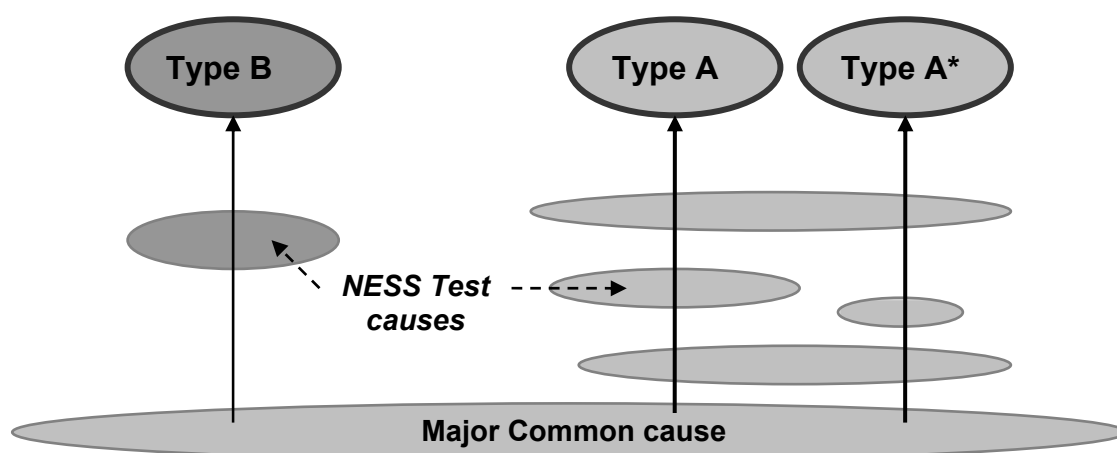 Type B
Type A
Type A*
NESS Test
causes
Major Common cause